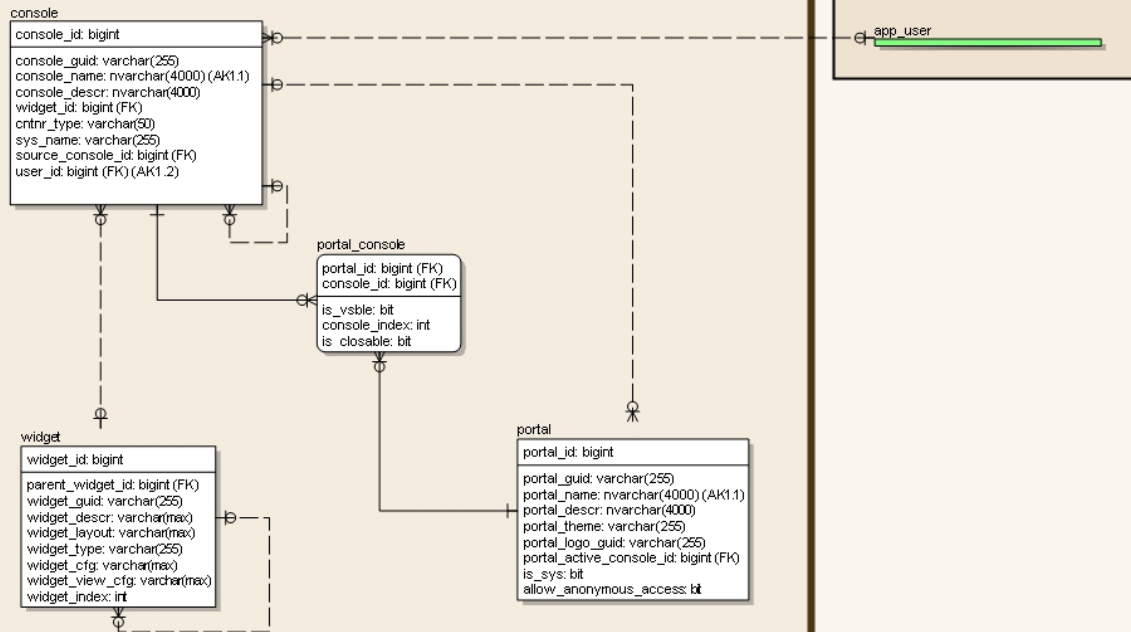 console
console_id: bigint
console_guid: varchar(255)
console_name: nvarchar(4000) (AK1.1)
console_descr: nvarchar(4000)
widget_id: bigint (FK)
cntnr_type: varchar(50)
sys_name: varchar(255)
source_console_id: bigint (FK)
user_id: bigint (FK) (AK1.2)
app_user
portal_console
portal_id: bigint (FK)
console_id: bigint (FK)
is_vsble: bit
console_index: int
is_closable: bit
widget
widget_id: bigint
parent_widget_id: bigint (FK)
widget_guid: varchar(255)
widget_descr: varchar(max)
widget_layout: varchar(max)
widget_type: varchar(255)
widget_cfg: varchar(max)
widget_view_cfg: varchar(max)
widget_index: int
portal
portal_id: bigint
portal_guid: varchar(255)
portal_name: nvarchar(4000) (AK1.1)
portal_descr: nvarchar(4000)
portal_theme: varchar(255)
portal_logo_guid: varchar(255)
portal_active_console_id: bigint (FK)
is_sys: bit
allow_anonymous_access: bit